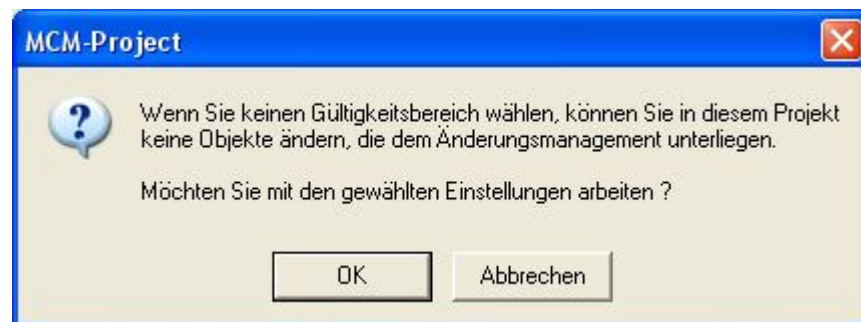 MCM-Project
Wenn Sie keinen Gültigkeitsbereich wählen, können Sie in diesem Projekt
keine Objekte ändern, die dem Änderungsmanagement unterliegen.
Möchten Sie mit den gewählten Einstellungen arbeiten ?
OK
Abbrechen